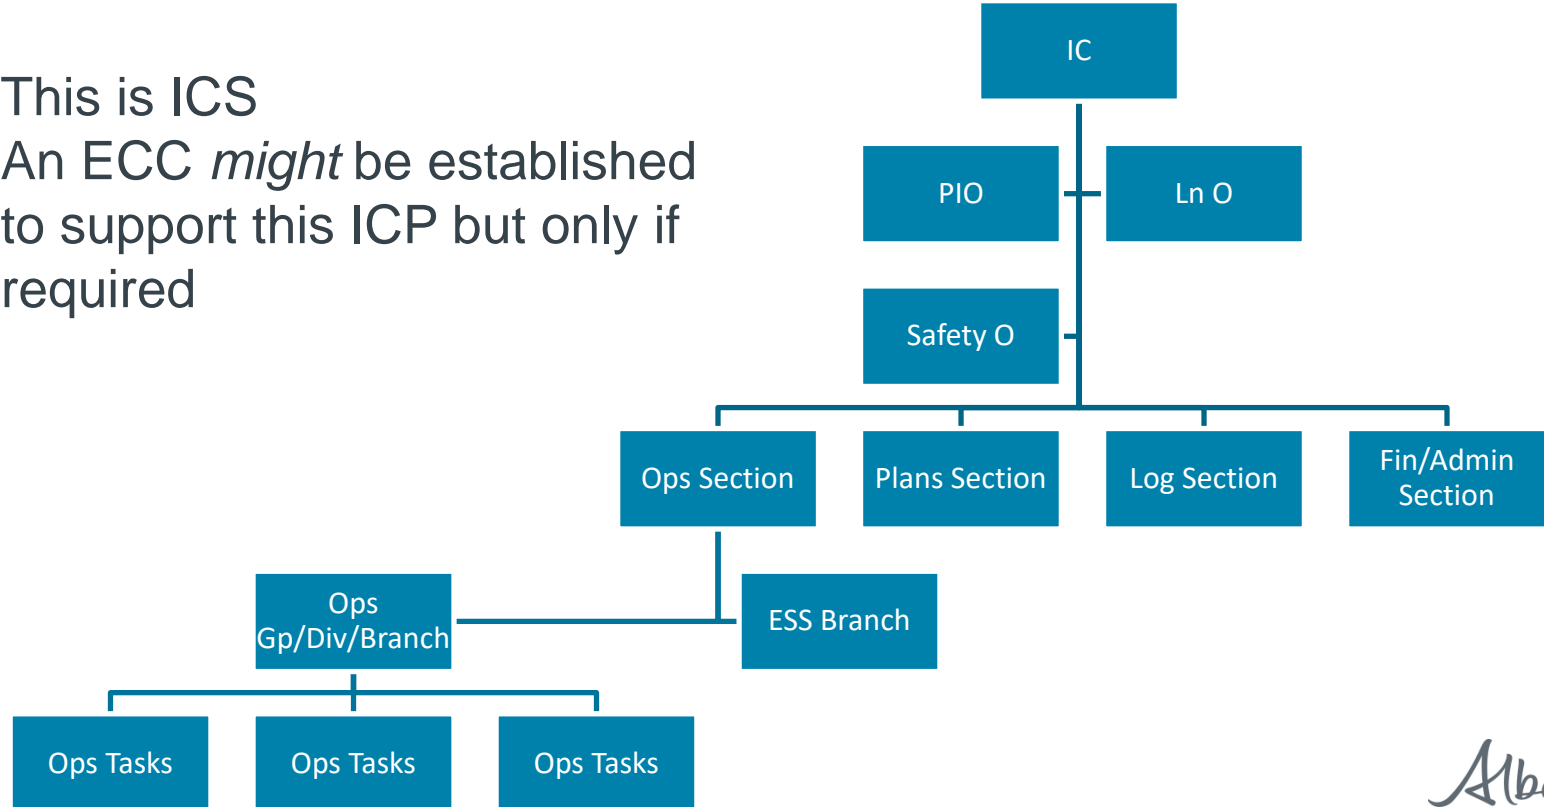 This is ICS
An ECC might be established
to support this ICP but only if
required
IC
PIO
Ln O
Safety O
Ops Section
Plans Section
Log Section
Fin/Admin
Section
Ops
Gp/Div/Branch
ESS Branch
Ops Tasks
Ops Tasks
Ops Tasks